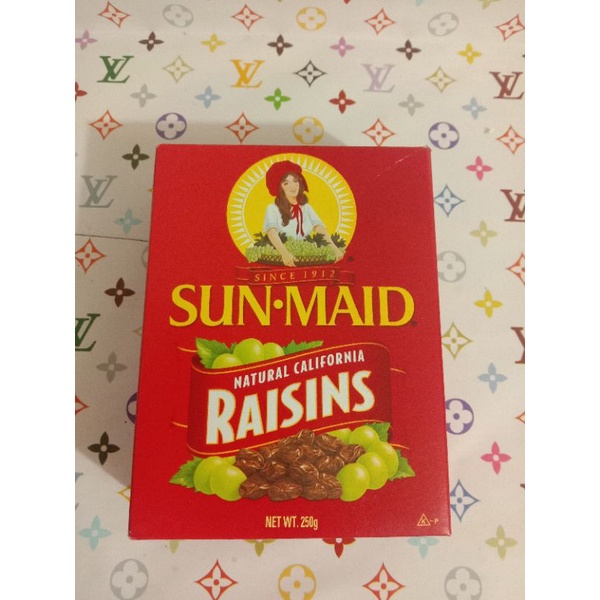 SINCE 1912
SUN•MAID®
NATURAL CALIFORNIA
RAISINS
NET WT. 250g
K-P